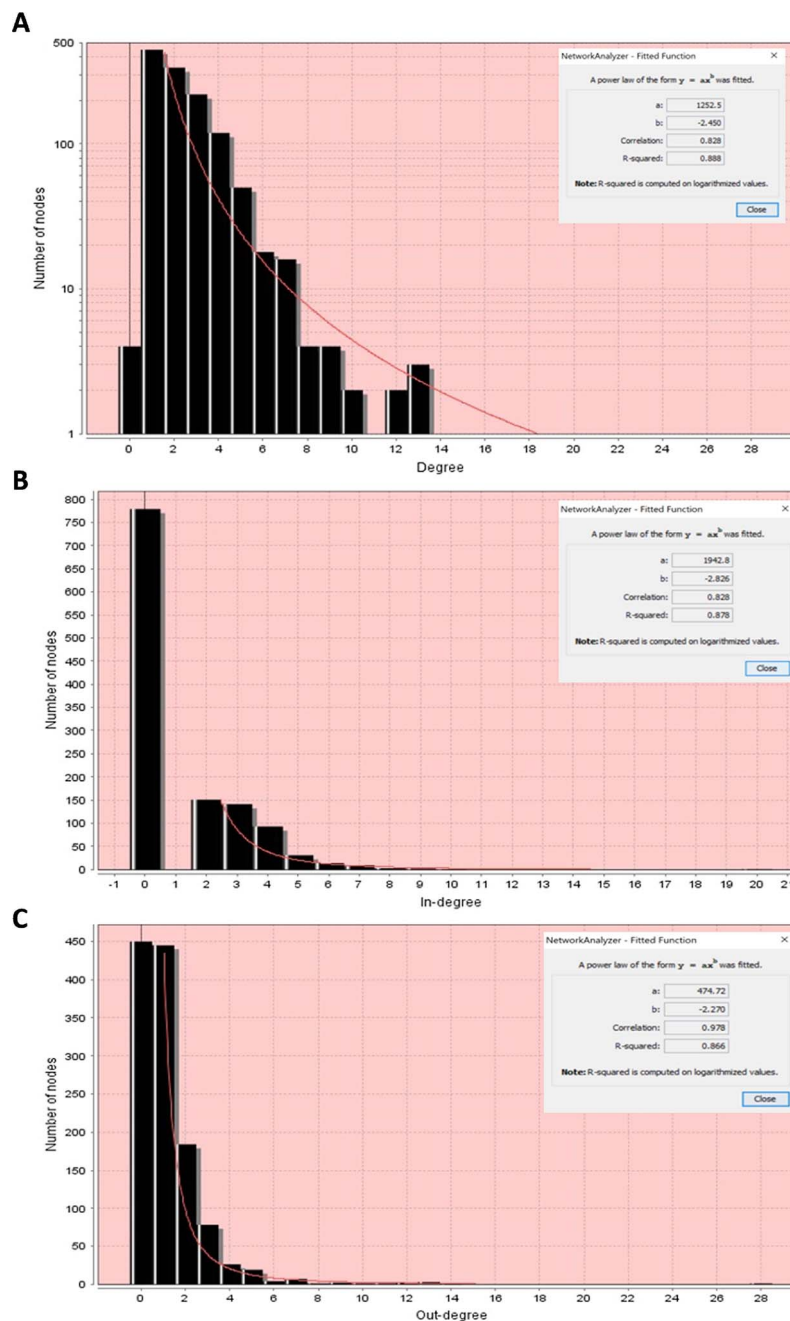 A
500
100
10
1
Number of nodes
0 2 4 6 8 10 12 14 16 18 20 22 24 26 28
Degree
NetworkAnalyzer - Fitted Function ×
A power law of the form y = ax^b was fitted.
a: 1252.5
b: -2.450
Correlation: 0.828
R-squared: 0.888
Note: R-squared is computed on logarithmized values.
Close
B
800
750
700
650
600
550
500
450
400
350
300
250
200
150
100
50
0
Number of nodes
-1 0 1 2 3 4 5 6 7 8 9 10 11 12 13 14 15 16 17 18 19 20 21
In-degree
NetworkAnalyzer - Fitted Function ×
A power law of the form y = ax^b was fitted.
a: 1942.8
b: -2.826
Correlation: 0.828
R-squared: 0.878
Note: R-squared is computed on logarithmized values.
Close
C
450
400
350
300
250
200
150
100
50
0
Number of nodes
0 2 4 6 8 10 12 14 16 18 20 22 24 26 28
Out-degree
NetworkAnalyzer - Fitted Function ×
A power law of the form y = ax^b was fitted.
a: 474.72
b: -2.270
Correlation: 0.978
R-squared: 0.866
Note: R-squared is computed on logarithmized values.
Close